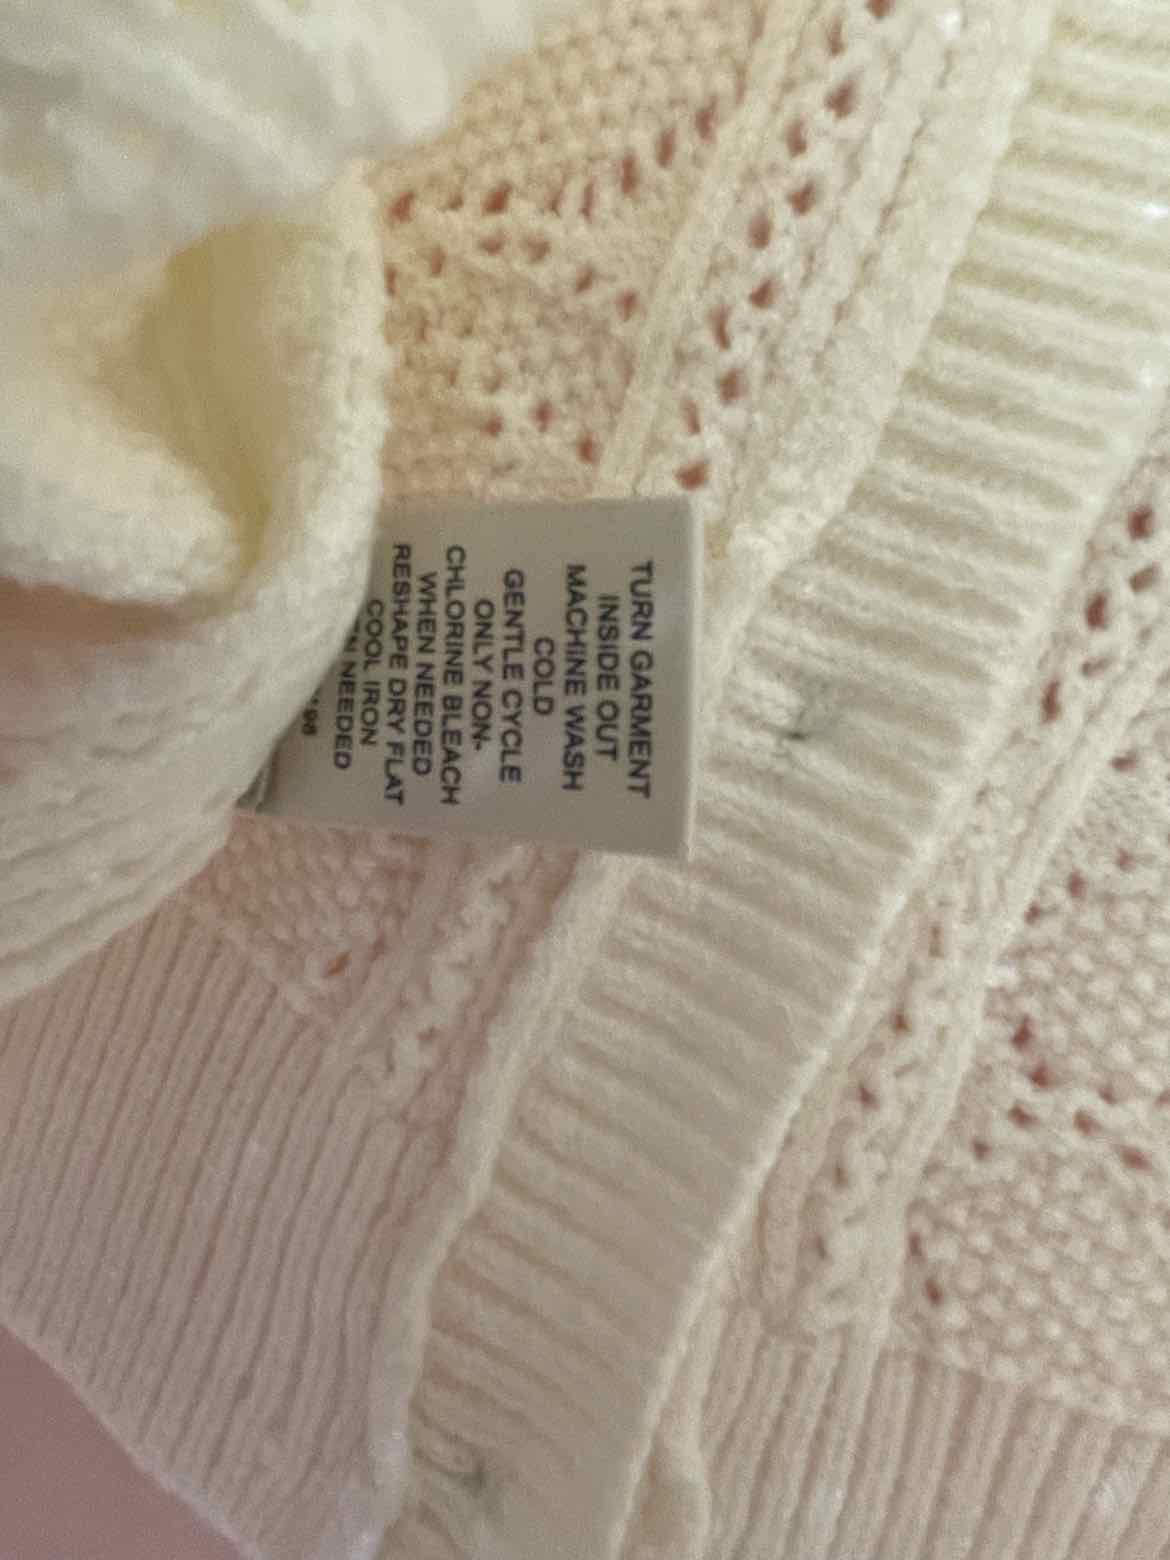 TURN GARMENT
INSIDE OUT
MACHINE WASH
COLD
GENTLE CYCLE
ONLY NON-
CHLORINE BLEACH
WHEN NEEDED
RESHAPE DRY FLAT
COOL IRON
NEEDED